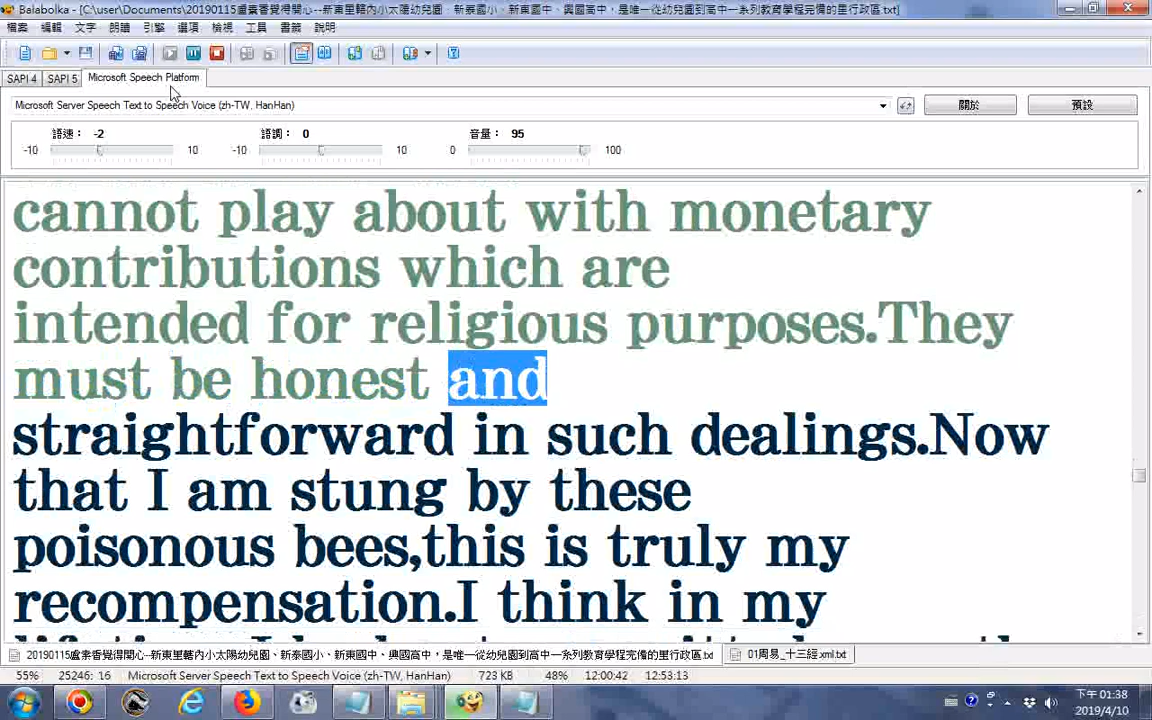 Balabolka - [C:\user\Documents\20190115盧素香覺得開心--新東里轄內小太陽幼兒園、新泰國小、新東國中、興國高中，是唯一從幼兒園到高中一系列教育學程完備的里行政區.txt]
檔案 編輯 文字 朗讀 引擎 選項 檢視 工具 書籤 說明
SAPI 4 SAPI 5 Microsoft Speech Platform
Microsoft Server Speech Text to Speech Voice (zh-TW, HanHan) 關於 預設
語速： -2 語調： 0 音量： 95
-10 10 -10 10 0 100
cannot play about with monetary
contributions which are
intended for religious purposes.They
must be honest and
straightforward in such dealings.Now
that I am stung by these
poisonous bees,this is truly my
recompensation.I think in my
20190115盧素香覺得開心--新東里轄內小太陽幼兒園、新泰國小、新東國中、興國高中，是唯一從幼兒園到高中一系列教育學程完備的里行政區.txt 01周易_十三經.xml.txt
55% 25246: 16 Microsoft Server Speech Text to Speech Voice (zh-TW, HanHan) 723 KB 48% 12:00:42 12:53:13
下午 01:38
2019/4/10